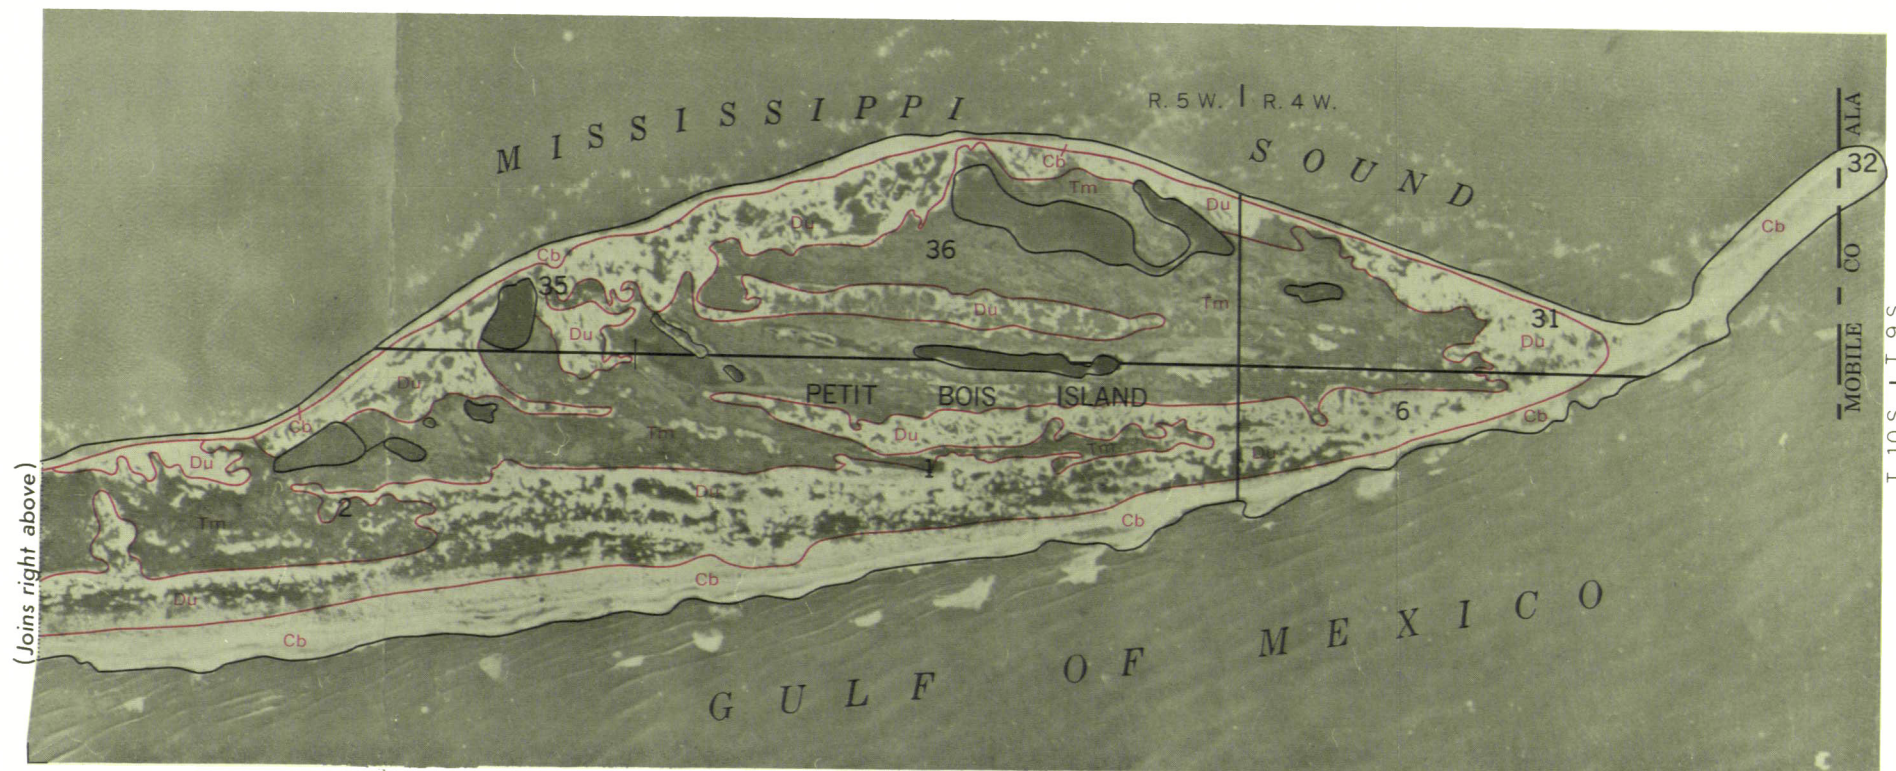 MISSISSIPPI SOUND
R. 5 W. | R. 4 W.
MOBILE CO ALA
32
Cb
Cb
Tm
Du
Du
36
Cb
35
Tm
Du
31
Du
Du
Du
PETIT BOIS ISLAND
6
Cb
Cb
Du
Tm
Du
Tm
Du
1
2
Du
Tm
Cb
Cb
Du
Cb
(Joins right above)
GULF OF MEXICO